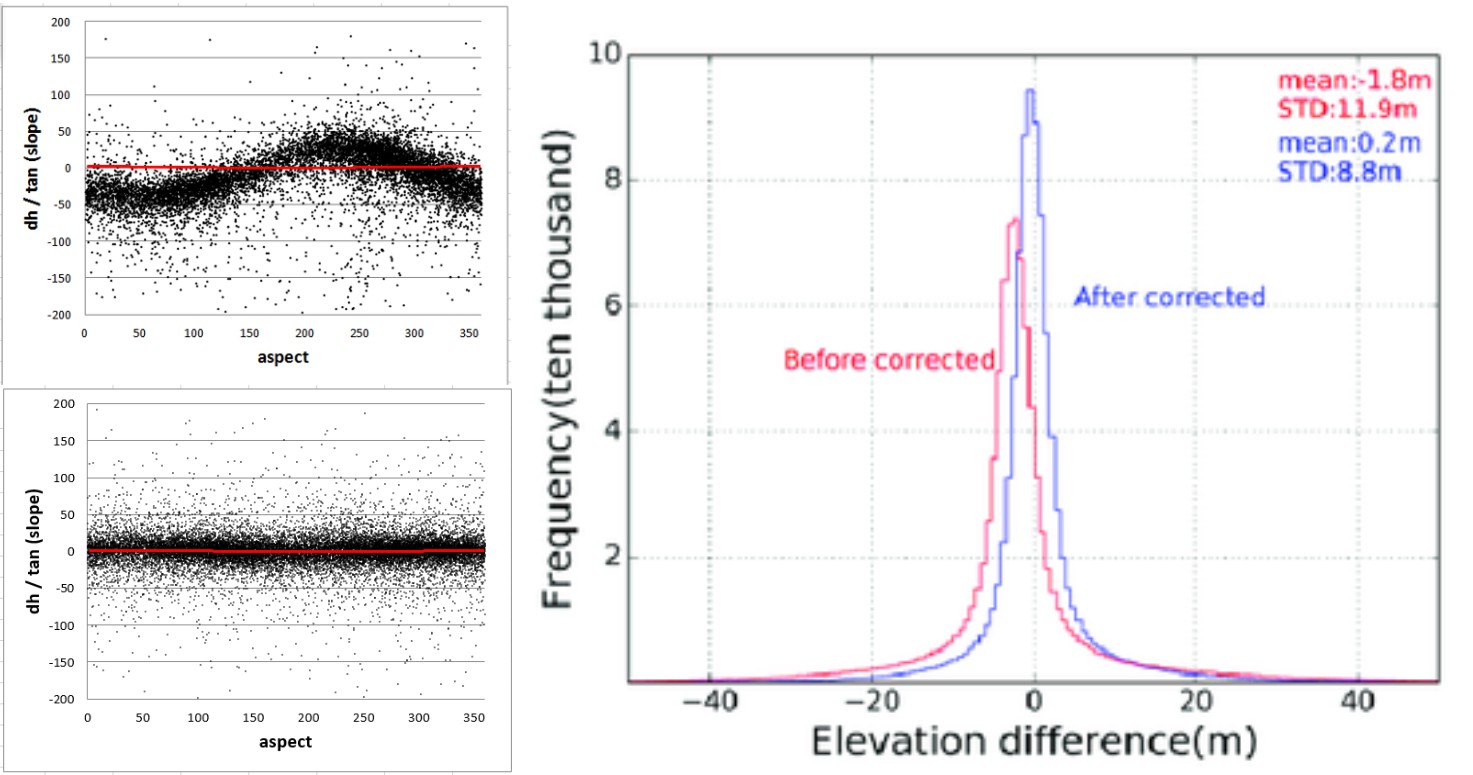 200
150
100
50
0
-50
-100
-150
-200
dh / tan (slope)
0 50 100 150 200 250 300 350
aspect
200
150
100
50
0
-50
-100
-150
-200
dh / tan (slope)
0 50 100 150 200 250 300 350
aspect
10
8
6
4
2
Frequency(ten thousand)
mean:-1.8m
STD:11.9m
mean:0.2m
STD:8.8m
After corrected
Before corrected
−40 −20 0 20 40
Elevation difference(m)